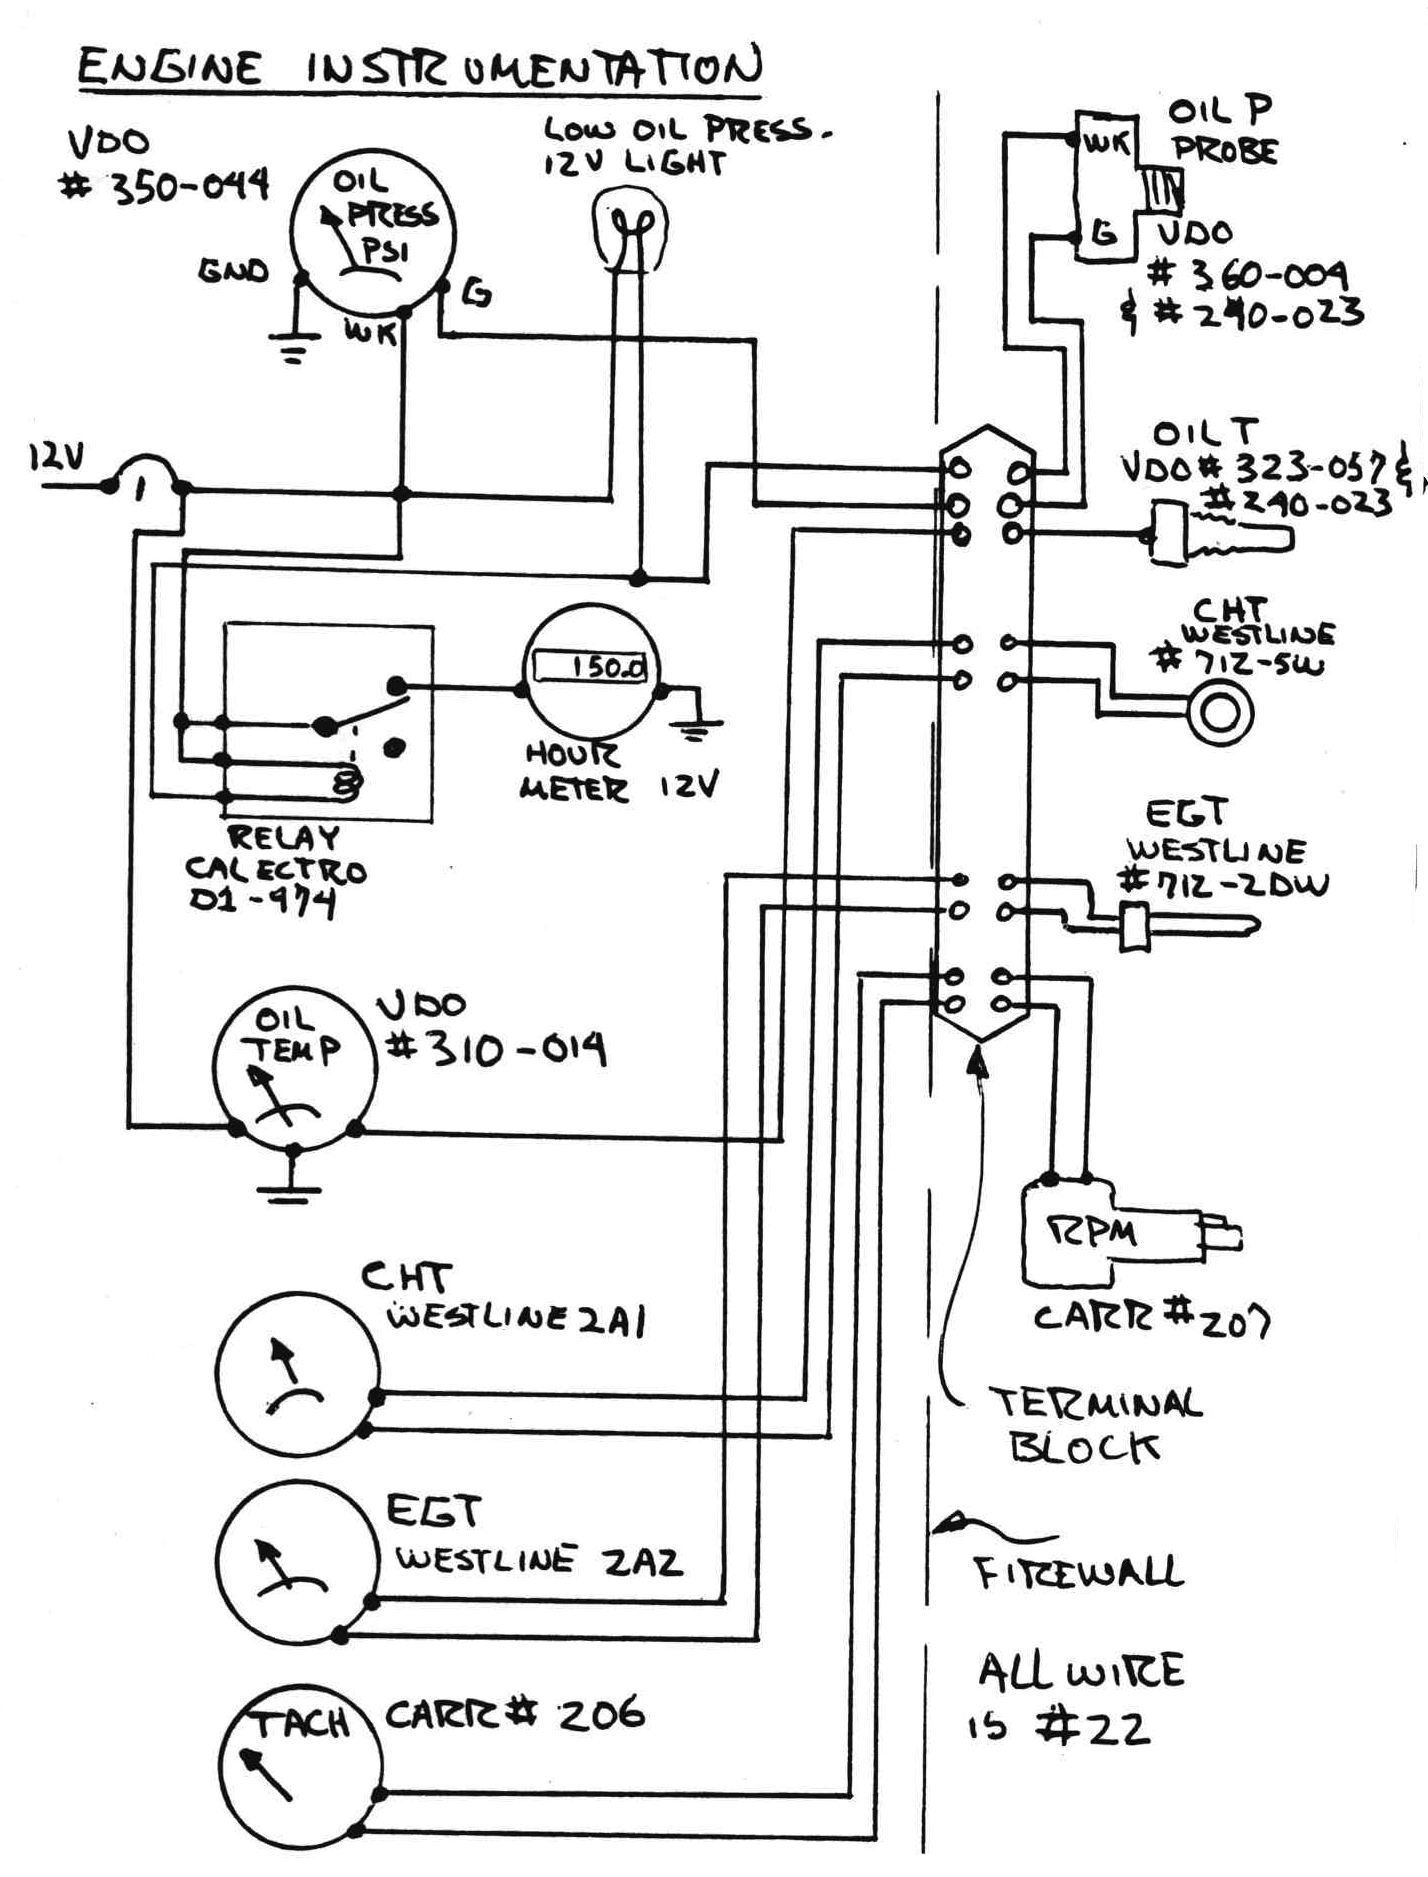 ENGINE INSTRUMENTATION
VDO
# 350-044
OIL
PRESS
PSI
GND
WK
G
LOW OIL PRESS.
12V LIGHT
OIL P
PROBE
WK
G
VDO
# 360-004
& # 240-023
12V
1
OIL T
VDO # 323-057 &
# 240-023
CHT
WESTLINE
# 712-5W
150.0
HOUR
METER 12V
RELAY
CALECTRO
D1-974
EGT
WESTLINE
# 712-2DW
OIL
TEMP
VDO
# 310-014
RPM
CARR # 207
CHT
WESTLINE 2A1
TERMINAL
BLOCK
EGT
WESTLINE 2A2
FIREWALL
TACH
CARR # 206
ALL WIRE
IS #22